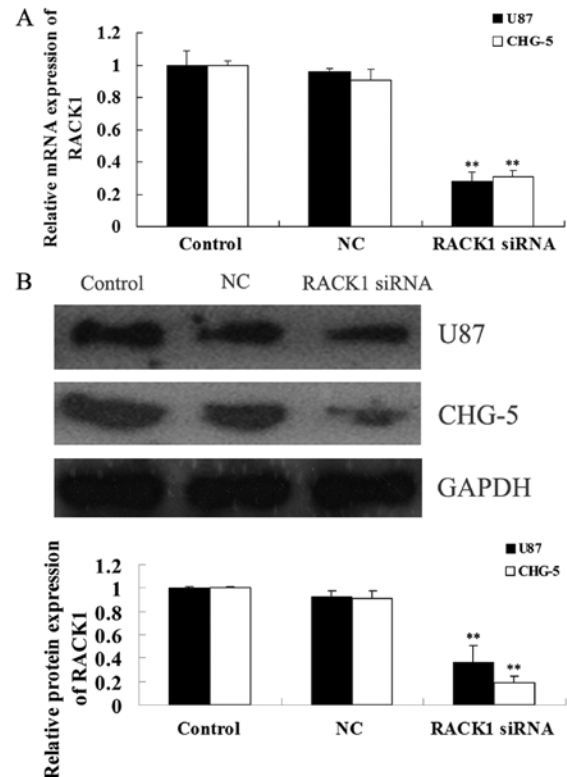 A
U87
CHG-5
Relative mRNA expression of
RACK1
1.2
1
0.8
0.6
0.4
0.2
0
** **
Control NC RACK1 siRNA
B
Control NC RACK1 siRNA
U87
CHG-5
GAPDH
U87
CHG-5
Relative protein expression
of RACK1
1.2
1
0.8
0.6
0.4
0.2
0
**
**
Control NC RACK1 siRNA